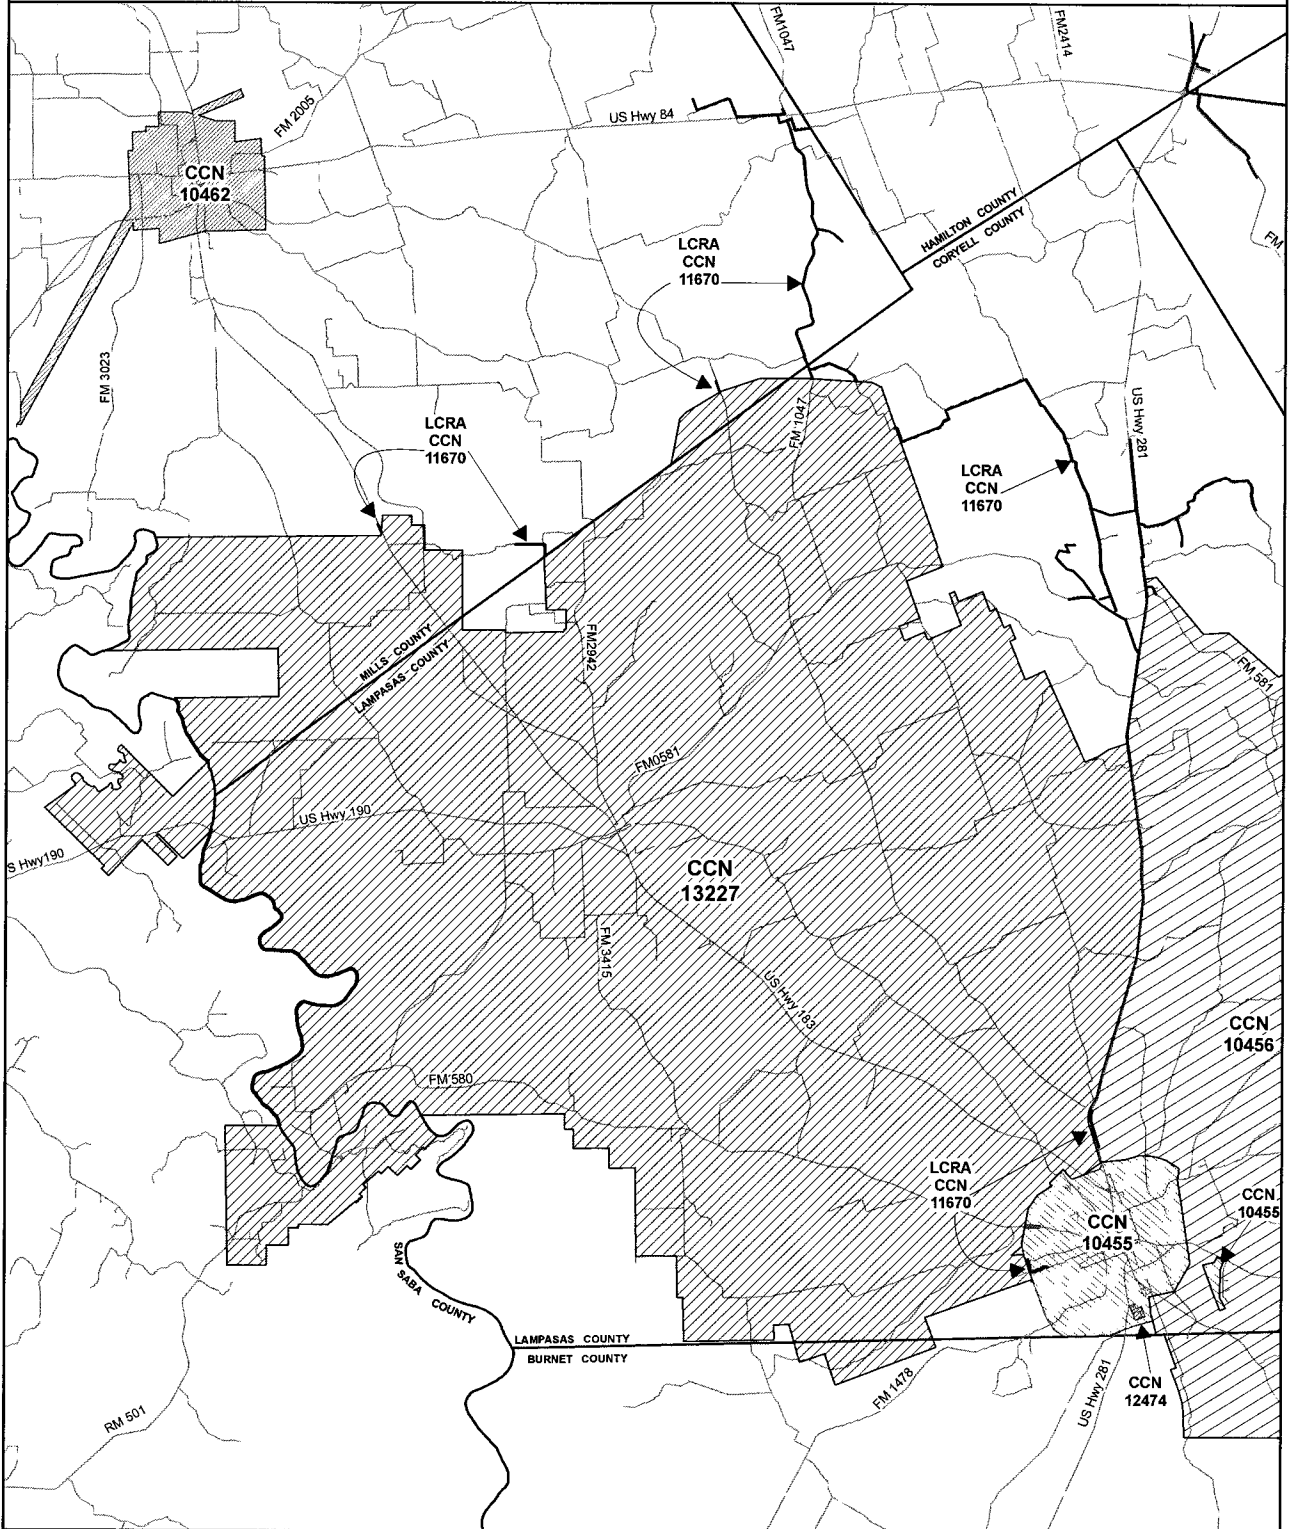 FM1047
FM2414
US Hwy 84
FM 2005
CCN
10462
HAMILTON COUNTY
CORYELL COUNTY
FM
LCRA
CCN
11670
FM 3023
US Hwy 281
FM 1047
LCRA
CCN
11670
LCRA
CCN
11670
MILLS COUNTY
LAMPASAS COUNTY
FM2942
FM 581
FM0581
US Hwy 190
S Hwy190
CCN
13227
FM 3415
US Hwy 183
CCN
10456
FM 580
LCRA
CCN
11670
CCN
10455
CCN
10455
SAN SABA COUNTY
LAMPASAS COUNTY
BURNET COUNTY
FM 1478
US Hwy 281
CCN
12474
RM 501